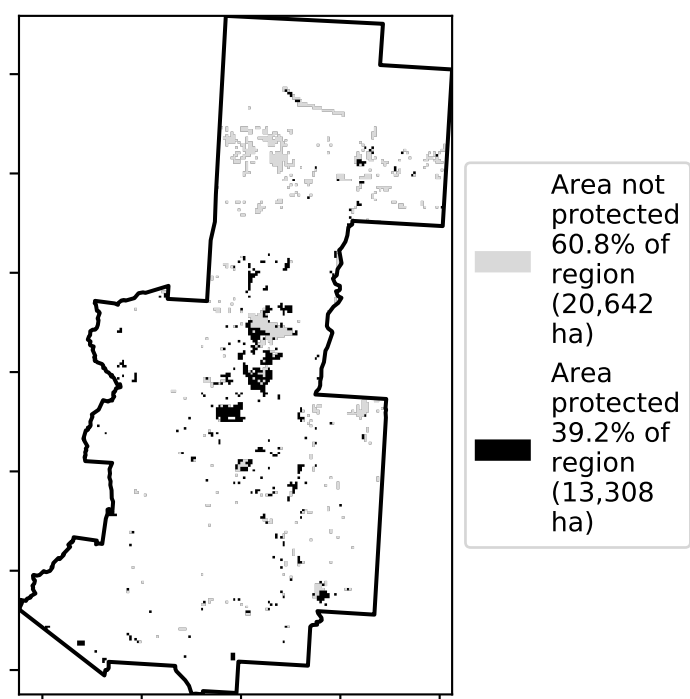 Area not
protected
60.8% of
region
(20,642
ha)
Area
protected
39.2% of
region
(13,308
ha)